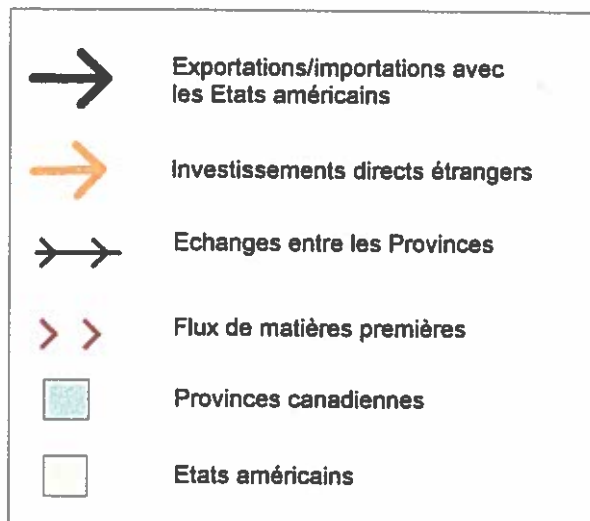 Exportations/importations avec
les Etats américains
Investissements directs étrangers
Echanges entre les Provinces
Flux de matières premières
Provinces canadiennes
Etats américains